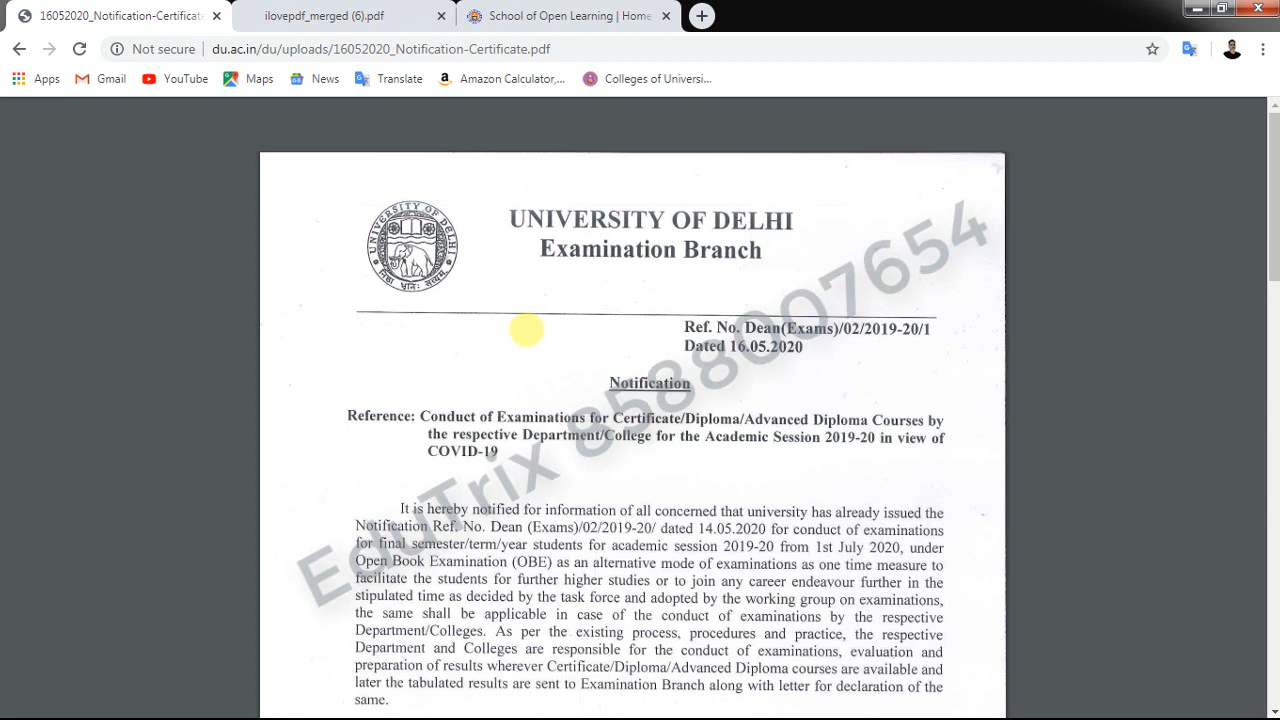 16052020_Notification-Certificate
ilovepdf_merged (6).pdf
School of Open Learning | Home
Not secure
du.ac.in/du/uploads/16052020_Notification-Certificate.pdf
Apps
Gmail
YouTube
Maps
News
Translate
Amazon Calculator,...
Colleges of Universi...
UNIVERSITY OF DELHI
UNIVERSITY OF DELHI
Examination Branch
Ref. No. Dean(Exams)/02/2019-20/1
Dated 16.05.2020
Notification
Reference: Conduct of Examinations for Certificate/Diploma/Advanced Diploma Courses by
the respective Department/College for the Academic Session 2019-20 in view of
COVID-19
It is hereby notified for information of all concerned that university has already issued the
Notification Ref. No. Dean (Exams)/02/2019-20/ dated 14.05.2020 for conduct of examinations
for final semester/term/year students for academic session 2019-20 from 1st July 2020, under
Open Book Examination (OBE) as an alternative mode of examinations as one time measure to
facilitate the students for further higher studies or to join any career endeavour further in the
stipulated time as decided by the task force and adopted by the working group on examinations,
the same shall be applicable in case of the conduct of examinations by the respective
Department/Colleges. As per the existing process, procedures and practice, the respective
Department and Colleges are responsible for the conduct of examinations, evaluation and
preparation of results wherever Certificate/Diploma/Advanced Diploma courses are available and
later the tabulated results are sent to Examination Branch along with letter for declaration of the
same.
EduTrix 8588007654